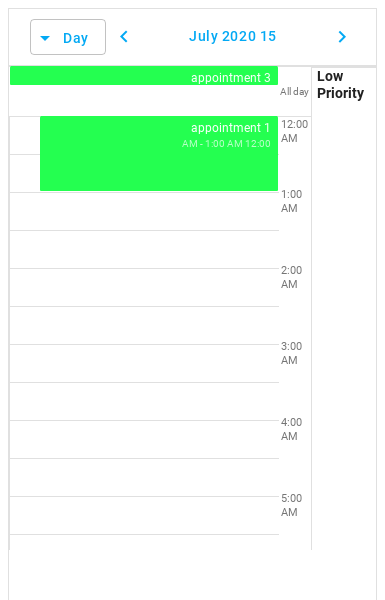 Day
July 2020 15
appointment 3
All day
Low
Priority
appointment 1
AM - 1:00 AM 12:00
12:00
AM
1:00
AM
2:00
AM
3:00
AM
4:00
AM
5:00
AM